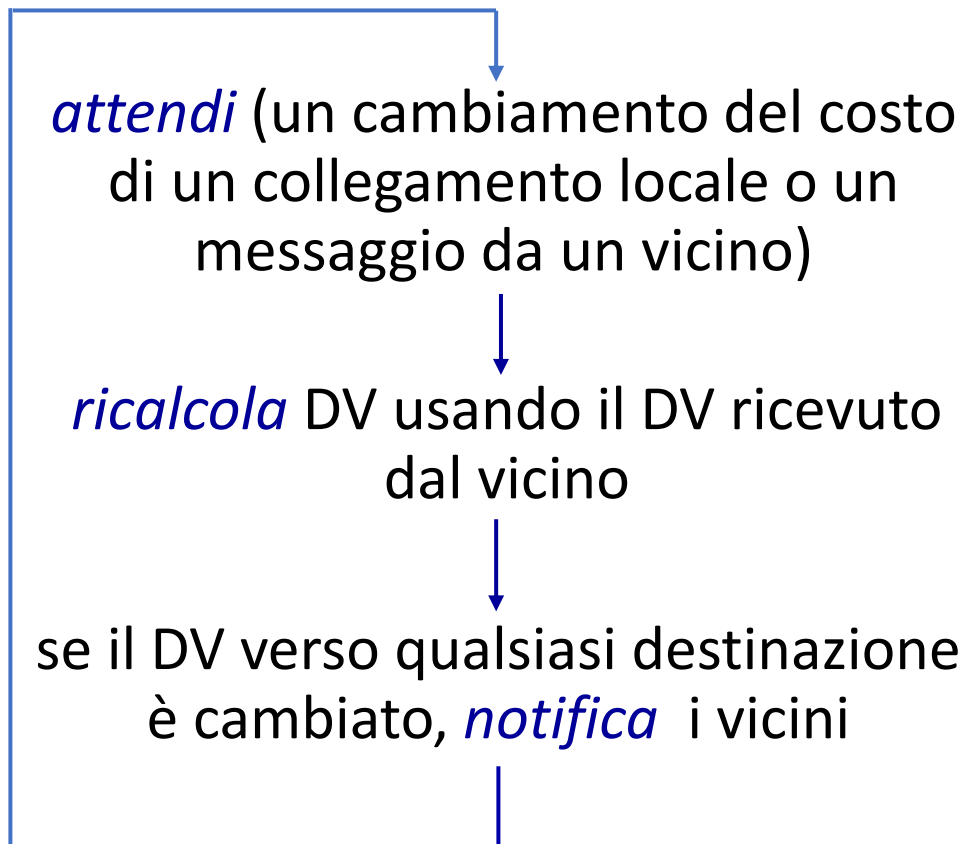 attendi (un cambiamento del costo
di un collegamento locale o un
messaggio da un vicino)
ricalcola DV usando il DV ricevuto
dal vicino
se il DV verso qualsiasi destinazione
è cambiato, notifica i vicini